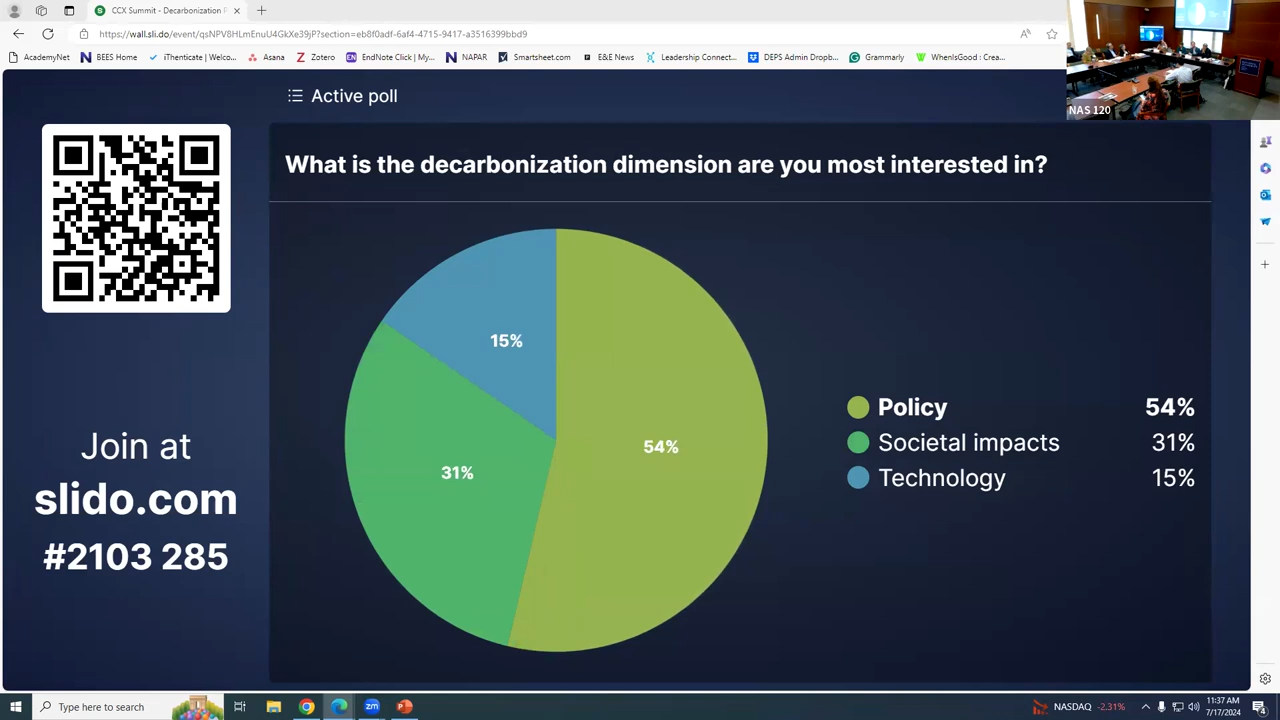 CCX Summit - Decarbonization P
https://wall.sli.do/event/qsNPV8HLmEnuU4GkXe39jP?section=eb8f0adf-6af4-4715-9417-a3516399bbd9
AcademyNet
BEES Home
iThenticate | Welco...
Asana
Zotero
EndNote Click | My...
NAPAR
`Smartsheet.com
E&E News
Leadership Connect...
DEPS Admin Dropb...
Grammarly
WhenIsGood : Crea...
NAS 120
Active poll
What is the decarbonization dimension are you most interested in?
15%
54%
31%
Policy 54%
Societal impacts 31%
Technology 15%
Join at
slido.com
#2103 285
Type here to search
NASDAQ -2.31%
11:37 AM
7/17/2024